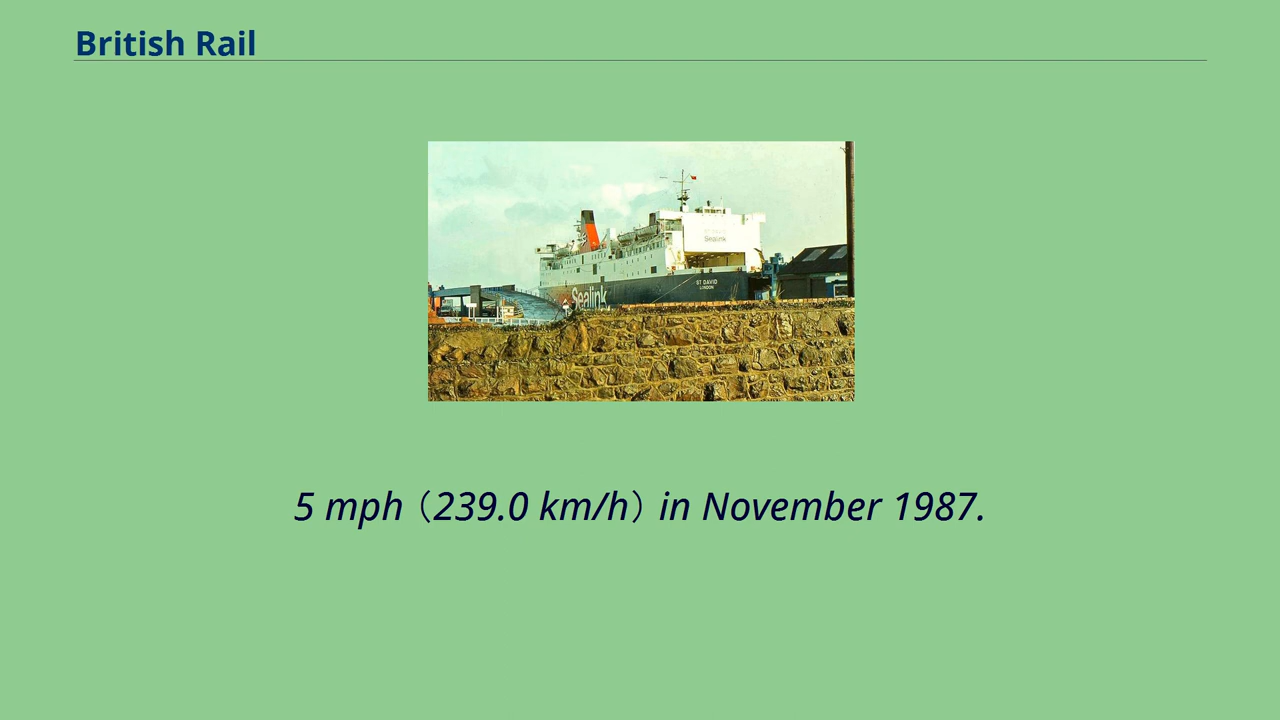 British Rail
Sealink
ST DAVID
LONDON
Sealink
5 mph (239.0 km/h) in November 1987.